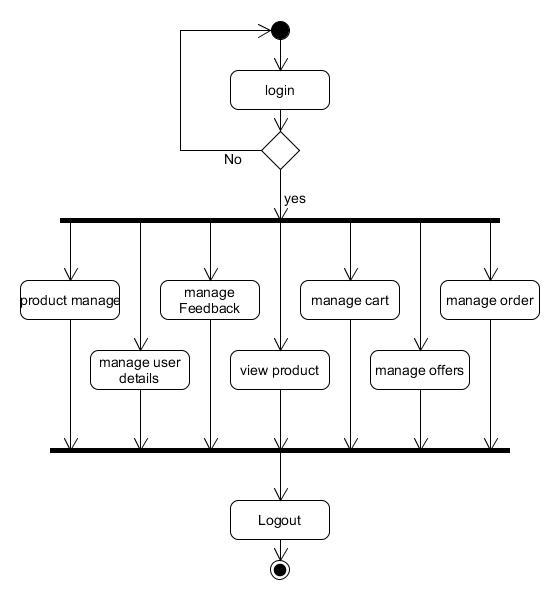 login
No
yes
product manage
manage
Feedback
manage cart
manage order
manage user
details
view product
manage offers
Logout